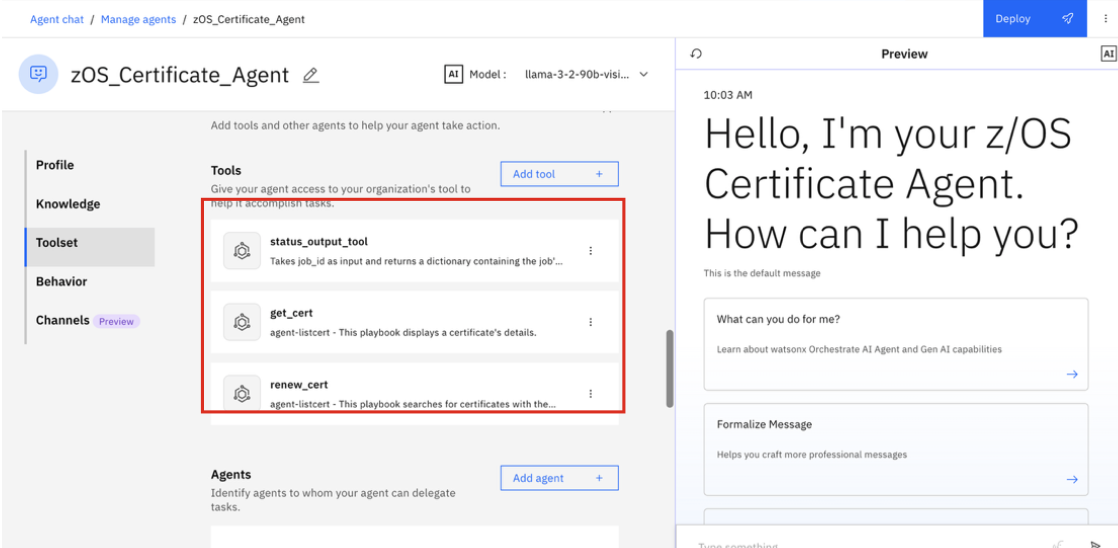 Agent chat / Manage agents / zOS_Certificate_Agent
Deploy
zOS_Certificate_Agent
AI Model : llama-3-2-90b-visi...
Preview
AI
Add tools and other agents to help your agent take action.
Profile
Knowledge
Toolset
Behavior
Channels Preview
Tools
Add tool +
Give your agent access to your organization's tool to
help it accomplish tasks.
status_output_tool
Takes job_id as input and returns a dictionary containing the job'...
get_cert
agent-listcert - This playbook displays a certificate's details.
renew_cert
agent-listcert - This playbook searches for certificates with the...
Agents
Add agent +
Identify agents to whom your agent can delegate
tasks.
10:03 AM
Hello, I'm your z/OS
Certificate Agent.
How can I help you?
This is the default message
What can you do for me?
Learn about watsonx Orchestrate AI Agent and Gen AI capabilities
Formalize Message
Helps you craft more professional messages
Type something